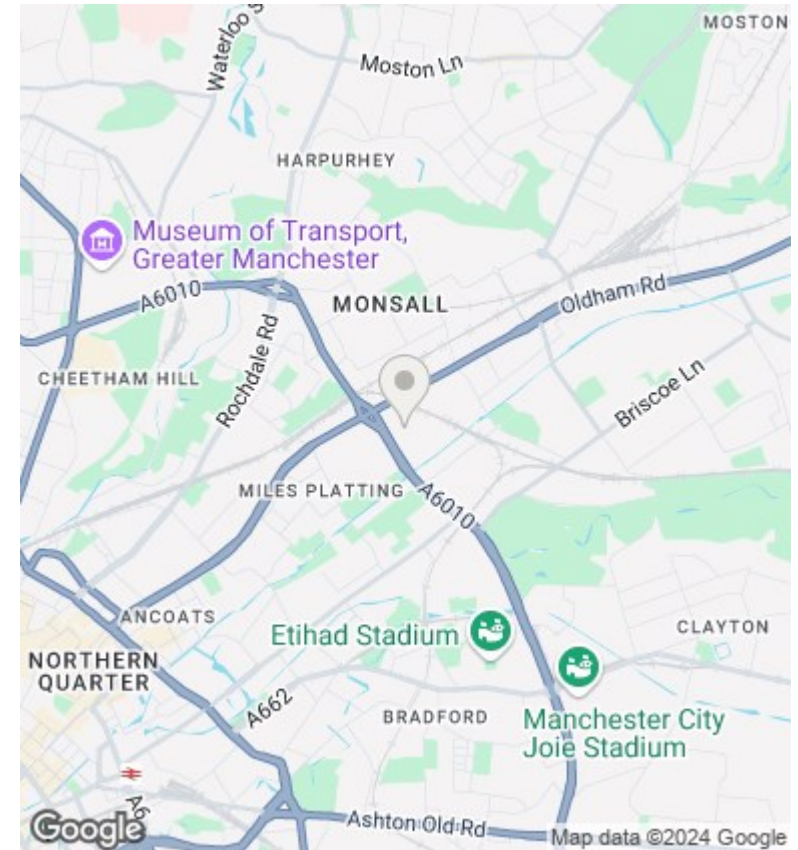 MOSTON
Waterloo S
Moston Ln
HARPURHEY
Museum of Transport,
Greater Manchester
A6010
MONSALL
Oldham Rd
Rochdale Rd
CHEETHAM HILL
Briscoe Ln
MILES PLATTING
A6010
ANCOATS
Etihad Stadium
CLAYTON
NORTHERN
QUARTER
A662
BRADFORD
Manchester City
Joie Stadium
A6
Ashton Old Rd
Google
Map data ©2024 Google